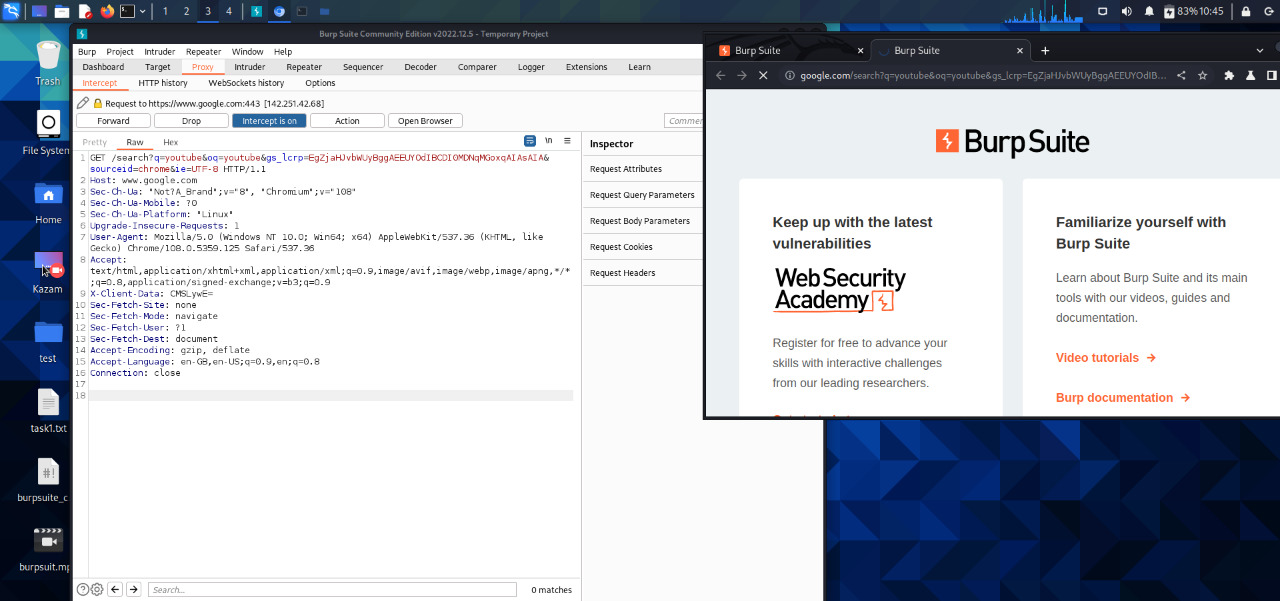 1 2 3 4
83% 10:45
Trash
File System
Home
Kazam
test
task1.txt
#!
burpsuite_c
burpsuit.mp
Burp Suite Community Edition v2022.12.5 - Temporary Project
Burp Project Intruder Repeater Window Help
Dashboard Target Proxy Intruder Repeater Sequencer Decoder Comparer Logger Extensions Learn
Intercept HTTP history WebSockets history Options
Request to https://www.google.com:443 [142.251.42.68]
Forward Drop Intercept is on Action Open Browser Commen
Pretty Raw Hex \n
1 GET /search?q=youtube&oq=youtube&gs_lcrp=EgZjaHJvbWUyBggAEEUYOdIBCDI0MDNqMGoxqAIAsAIA&
sourceid=chrome&ie=UTF-8 HTTP/1.1
2 Host: www.google.com
3 Sec-Ch-Ua: "Not?A_Brand";v="8", "Chromium";v="108"
4 Sec-Ch-Ua-Mobile: ?0
5 Sec-Ch-Ua-Platform: "Linux"
6 Upgrade-Insecure-Requests: 1
7 User-Agent: Mozilla/5.0 (Windows NT 10.0; Win64; x64) AppleWebKit/537.36 (KHTML, like
Gecko) Chrome/108.0.5359.125 Safari/537.36
8 Accept:
text/html,application/xhtml+xml,application/xml;q=0.9,image/avif,image/webp,image/apng,*/*
;q=0.8,application/signed-exchange;v=b3;q=0.9
9 X-Client-Data: CMSLywE=
10 Sec-Fetch-Site: none
11 Sec-Fetch-Mode: navigate
12 Sec-Fetch-User: ?1
13 Sec-Fetch-Dest: document
14 Accept-Encoding: gzip, deflate
15 Accept-Language: en-GB,en-US;q=0.9,en;q=0.8
16 Connection: close
17
18
Search...
0 matches
Inspector
Request Attributes
Request Query Parameters
Request Body Parameters
Request Cookies
Request Headers
Burp Suite
Burp Suite
google.com/search?q=youtube&oq=youtube&gs_lcrp=EgZjaHJvbWUyBggAEEUYOdIB...
Burp Suite
Keep up with the latest
vulnerabilities
Web Security
Academy
Register for free to advance your
skills with interactive challenges
from our leading researchers.
Familiarize yourself with
Burp Suite
Learn about Burp Suite and its main
tools with our videos, guides and
documentation.
Video tutorials →
Burp documentation →